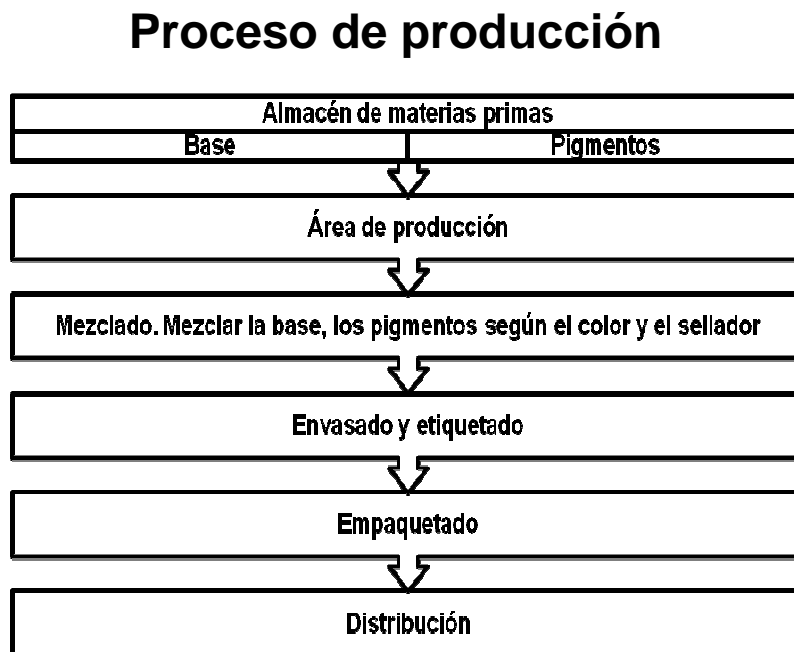 Proceso de producción
Almacén de materias primas
Base Pigmentos
Área de producción
Mezclado. Mezclar la base, los pigmentos según el color y el sellador
Envasado y etiquetado
Empaquetado
Distribución